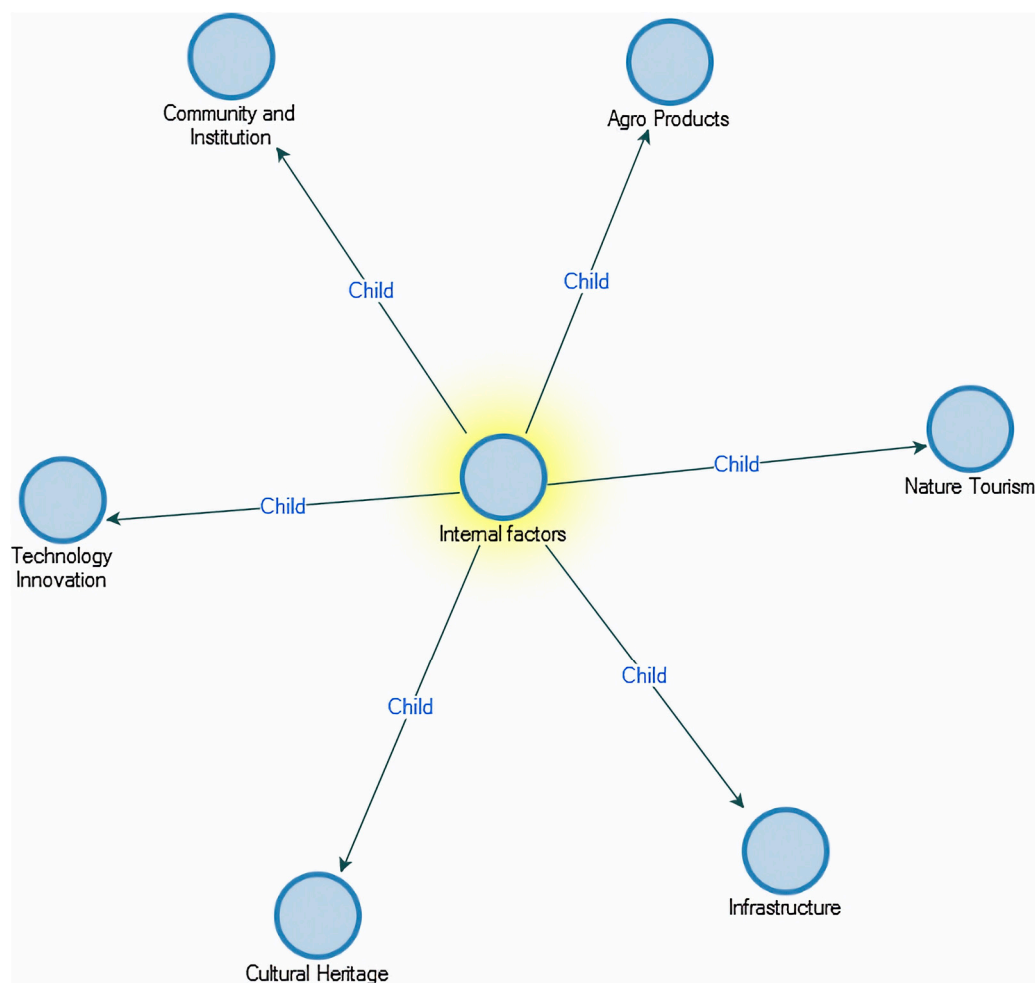 Community and
Institution
Agro Products
Child
Child
Child
Nature Tourism
Child
Internal factors
Technology
Innovation
Child
Child
Infrastructure
Cultural Heritage